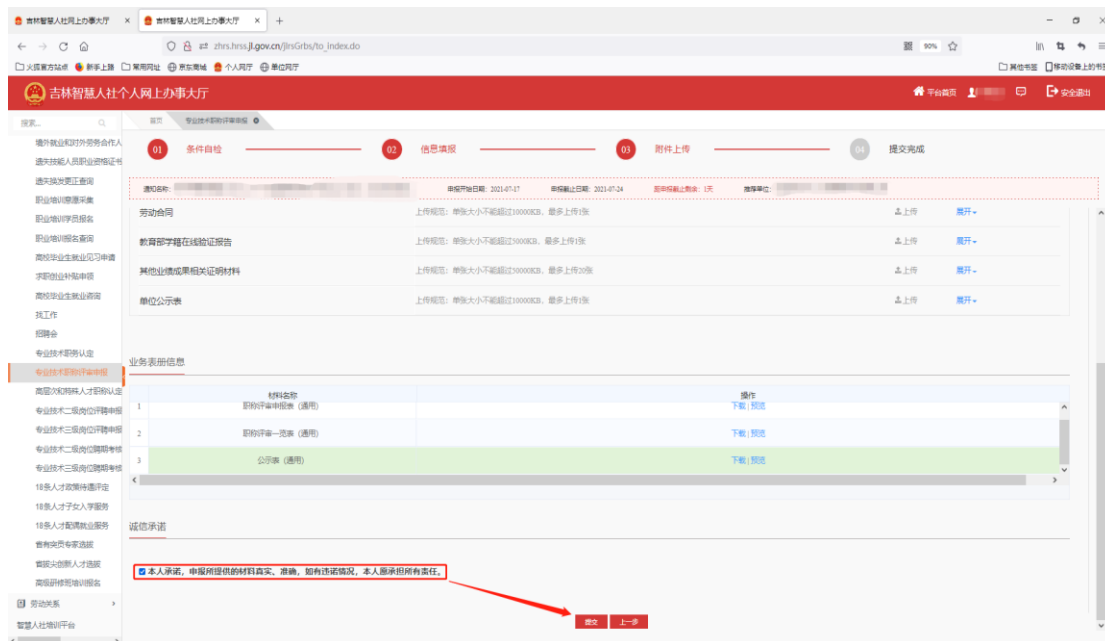 吉林智慧人社网上办事大厅 × 吉林智慧人社网上办事大厅 × +
zhrs.hrss.jl.gov.cn/jlrsGrbs/to_index.do 90%
火狐官方站点 新手上路 常用网址 京东商城 个人网厅 单位网厅 其他书签 移动设备上的书签
吉林智慧人社个人网上办事大厅 平台首页 安全退出
搜索... 首页 专业技术职称评审申报
01 条件自检 02 信息填报 03 附件上传 04 提交完成
通知名称: 申报开始日期: 2021-07-17 申报截止日期: 2021-07-24 距申报截止剩余: 1天 推荐单位:
境外就业和对外劳务合作人
遗失技能人员职业资格证书
遗失换发更正查询
职业培训意愿采集
职业培训学员报名
职业培训报名查询
高校毕业生就业见习申请
求职创业补贴申领
高校毕业生就业咨询
找工作
招聘会
专业技术职务认定
专业技术职称评审申报
高层次和特殊人才职称认定
专业技术二级岗位评聘申报
专业技术三级岗位评聘申报
专业技术二级岗位聘期考核
专业技术三级岗位聘期考核
18条人才政策待遇评定
18条人才子女入学服务
18条人才配偶就业服务
省有突贡专家选拔
省拔尖创新人才选拔
高级研修班培训报名
劳动关系
智慧人社培训平台
劳动合同 上传规范: 单张大小不能超过10000KB、最多上传1张 上传 展开
教育部学籍在线验证报告 上传规范: 单张大小不能超过50000KB、最多上传1张 上传 展开
其他业绩成果相关证明材料 上传规范: 单张大小不能超过30000KB、最多上传20张 上传 展开
单位公示表 上传规范: 单张大小不能超过10000KB、最多上传1张 上传 展开
业务表册信息
材料名称 操作
1 职称评审申报表 (通用) 下载 | 预览
2 职称评审一览表 (通用) 下载 | 预览
3 公示表 (通用) 下载 | 预览
诚信承诺
本人承诺，申报所提供的材料真实、准确，如有违诺情况，本人愿承担所有责任。
提交 上一步